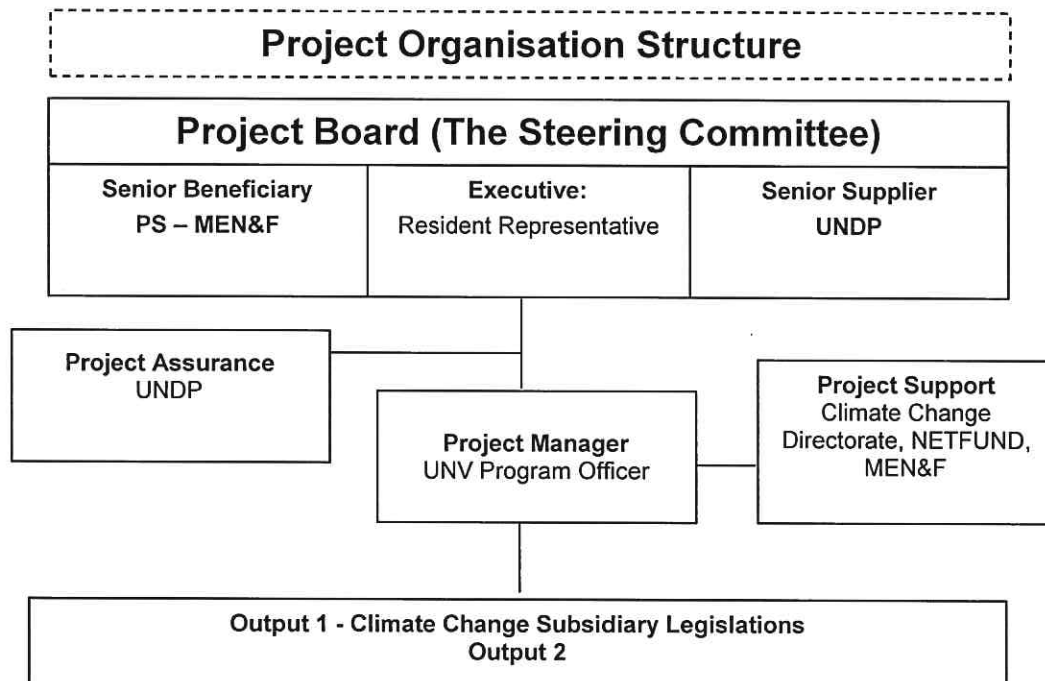 Project Organisation Structure
Project Board (The Steering Committee)
Senior Beneficiary
PS – MEN&F
Executive:
Resident Representative
Senior Supplier
UNDP
Project Assurance
UNDP
Project Manager
UNV Program Officer
Project Support
Climate Change
Directorate, NETFUND,
MEN&F
Output 1 - Climate Change Subsidiary Legislations
Output 2